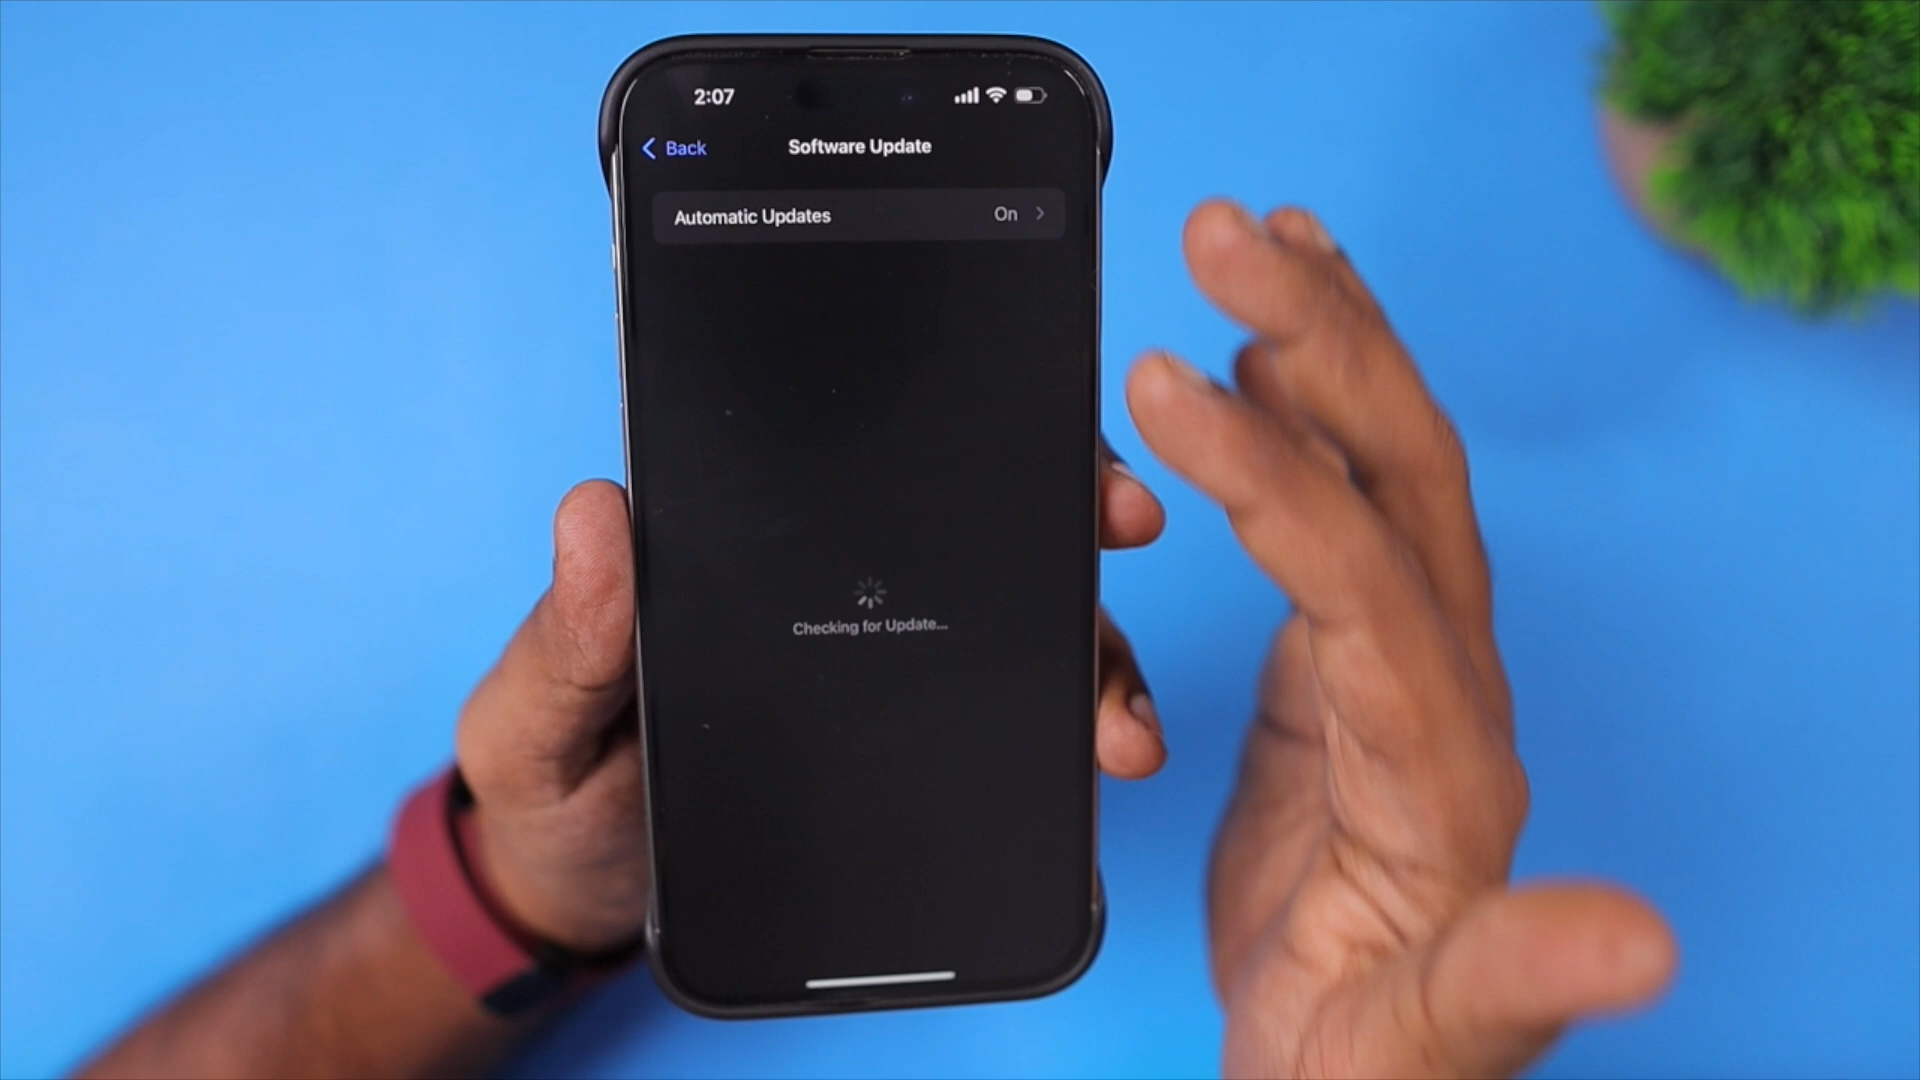 2:07
Back
Software Update
Automatic Updates On
Checking for Update...